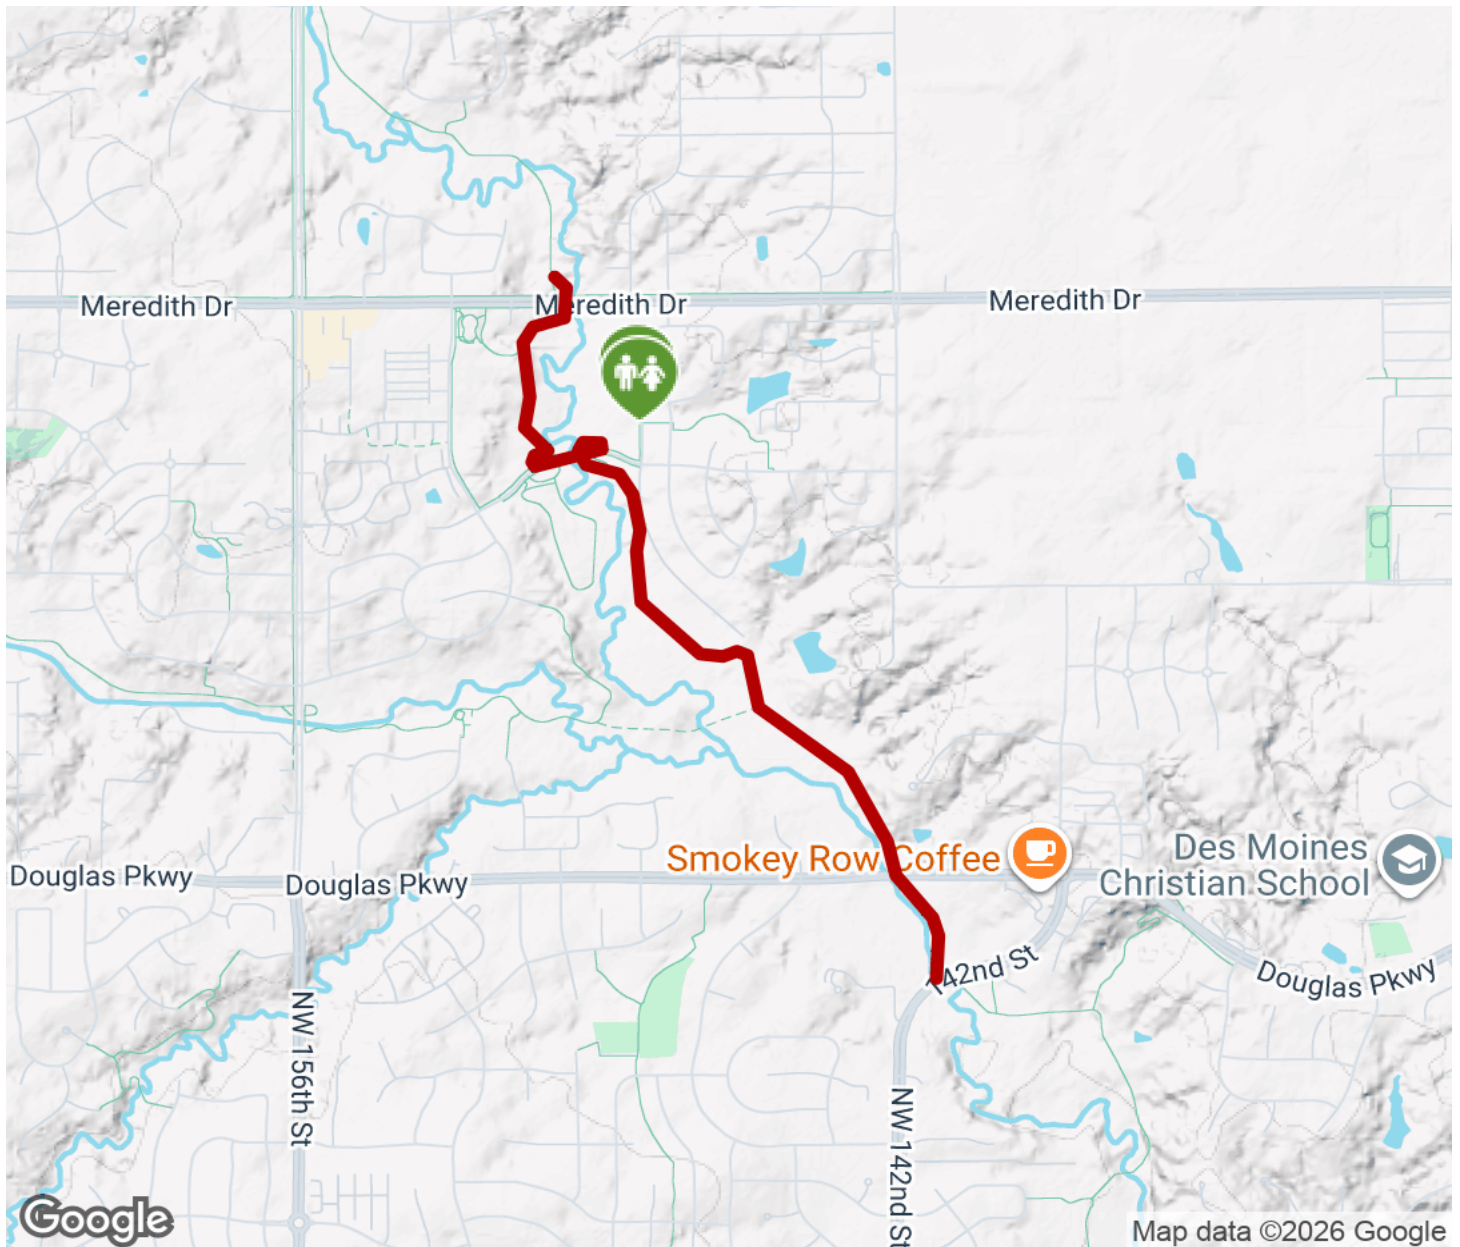 Meredith Dr
Meredith Dr
Meredith Dr
Smokey Row Coffee
Des Moines
Christian School
Douglas Pkwy
Douglas Pkwy
142nd St
Douglas Pkwy
NW 156th St
NW 142nd St
Google
Map data ©2026 Google